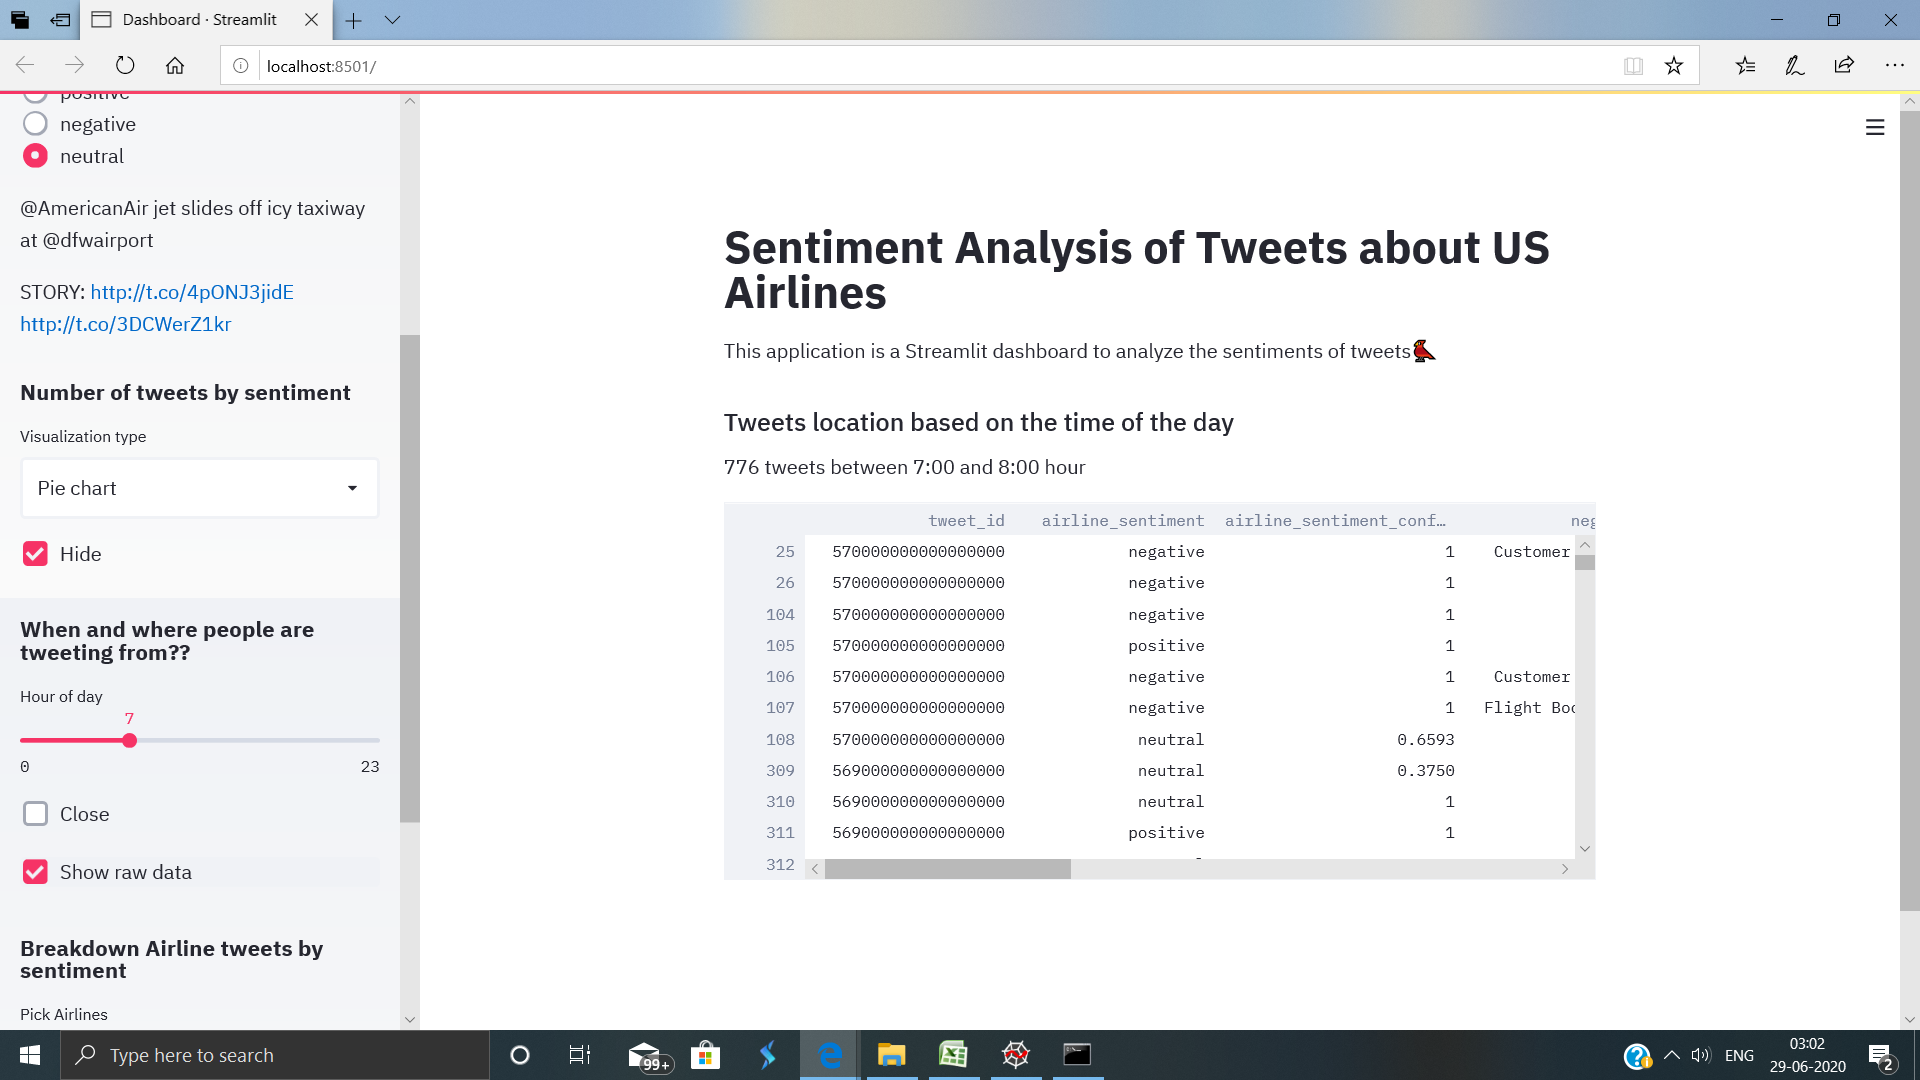 Dashboard · Streamlit
localhost:8501/
positive
negative
neutral
@AmericanAir jet slides off icy taxiway
at @dfwairport
STORY: http://t.co/4pONJ3jidE
http://t.co/3DCWerZ1kr
Number of tweets by sentiment
Visualization type
Pie chart
Hide
When and where people are
tweeting from??
Hour of day
7
0 23
Close
Show raw data
Breakdown Airline tweets by
sentiment
Pick Airlines
Sentiment Analysis of Tweets about US
Airlines
This application is a Streamlit dashboard to analyze the sentiments of tweets
Tweets location based on the time of the day
776 tweets between 7:00 and 8:00 hour
tweet_id airline_sentiment airline_sentiment_conf… neg
25 570000000000000000 negative 1 Customer
26 570000000000000000 negative 1
104 570000000000000000 negative 1
105 570000000000000000 positive 1
106 570000000000000000 negative 1 Customer
107 570000000000000000 negative 1 Flight Boo
108 570000000000000000 neutral 0.6593
309 569000000000000000 neutral 0.3750
310 569000000000000000 neutral 1
311 569000000000000000 positive 1
312
Type here to search
99+
ENG
03:02
29-06-2020
2